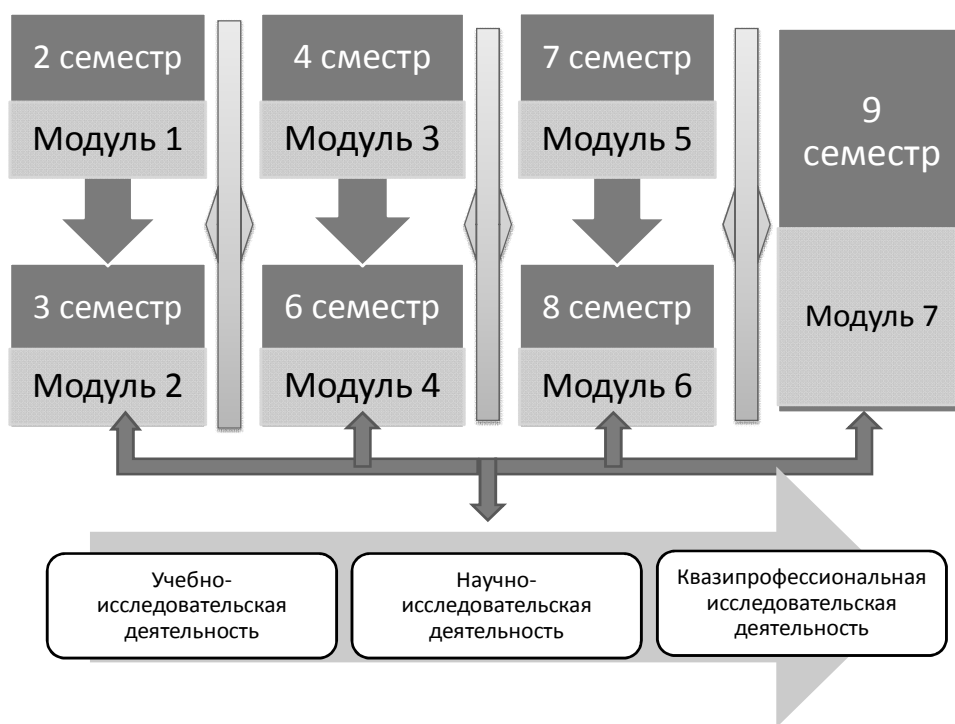 2 семестр
Модуль 1
3 семестр
Модуль 2
4 сместр
Модуль 3
6 семестр
Модуль 4
7 семестр
Модуль 5
8 семестр
Модуль 6
9
семестр
Модуль 7
Учебно-
исследовательская
деятельность
Научно-
исследовательская
деятельность
Квазипрофессиональная
исследовательская
деятельность